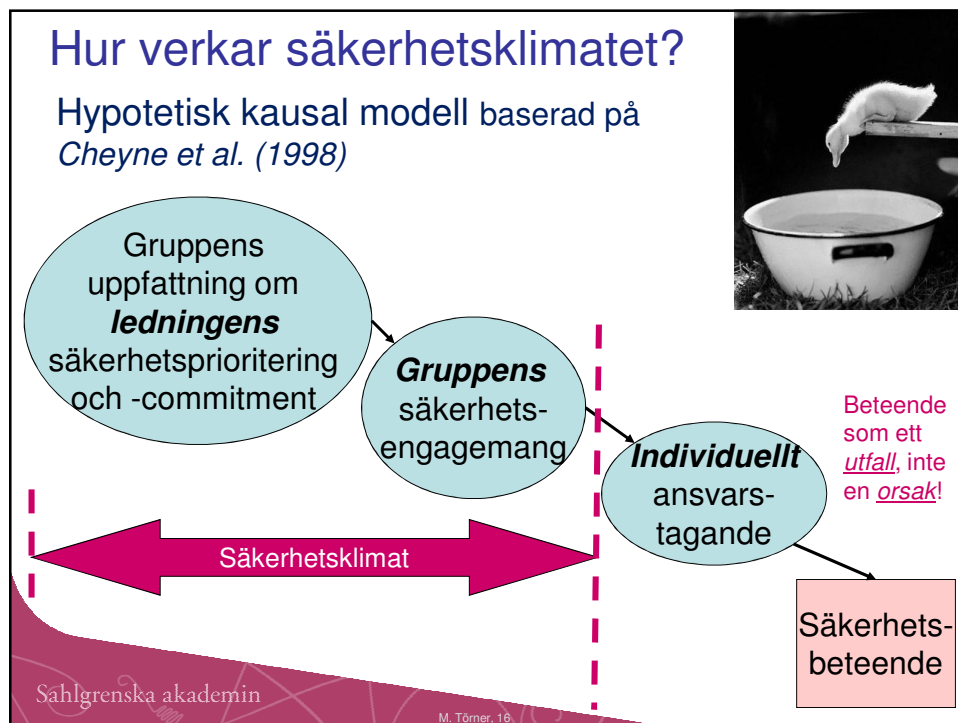 Hur verkar säkerhetsklimatet?
Hypotetisk kausal modell baserad på
Cheyne et al. (1998)
Gruppens
uppfattning om
ledningens
säkerhetsprioritering
och -commitment
Gruppens
säkerhets-
engagemang
Individuellt
ansvars-
tagande
Beteende
som ett
utfall, inte
en orsak!
Säkerhetsklimat
Säkerhets-
beteende
Sahlgrenska akademin
M. Törner, 16